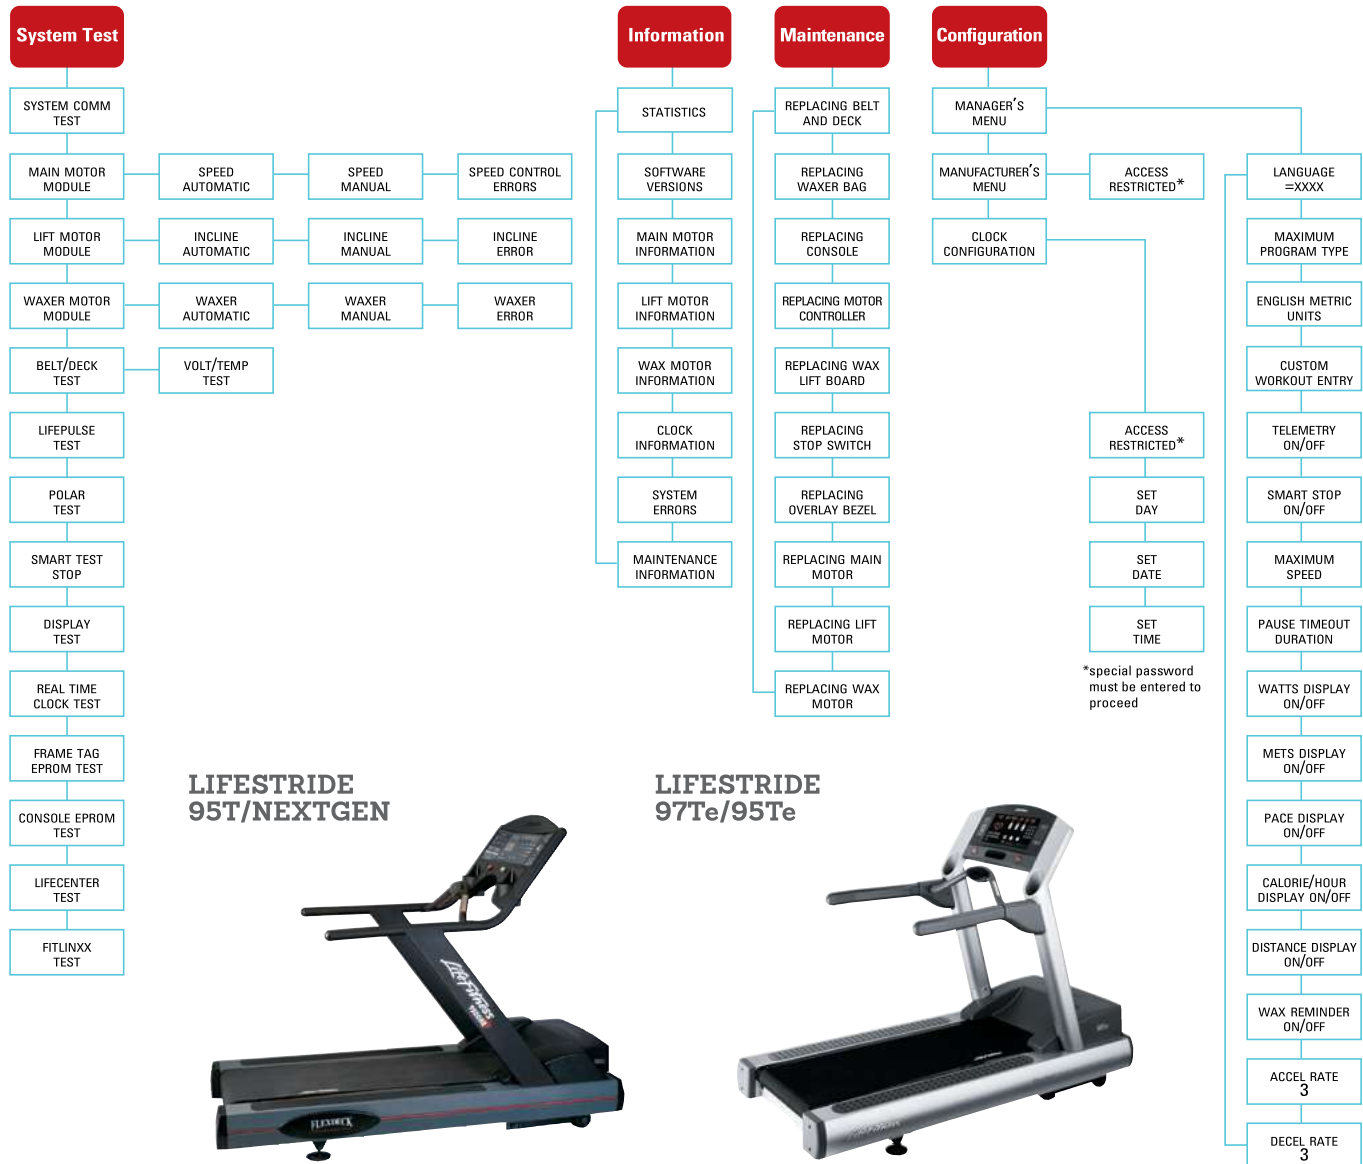 System Test
SYSTEM COMM
TEST
MAIN MOTOR
MODULE
SPEED
AUTOMATIC
SPEED
MANUAL
SPEED CONTROL
ERRORS
LIFT MOTOR
MODULE
INCLINE
AUTOMATIC
INCLINE
MANUAL
INCLINE
ERROR
WAXER MOTOR
MODULE
WAXER
AUTOMATIC
WAXER
MANUAL
WAXER
ERROR
BELT/DECK
TEST
VOLT/TEMP
TEST
LIFEPULSE
TEST
POLAR
TEST
SMART TEST
STOP
DISPLAY
TEST
REAL TIME
CLOCK TEST
FRAME TAG
EPROM TEST
CONSOLE EPROM
TEST
LIFECENTER
TEST
FITLINXX
TEST
Information
STATISTICS
SOFTWARE
VERSIONS
MAIN MOTOR
INFORMATION
LIFT MOTOR
INFORMATION
WAX MOTOR
INFORMATION
CLOCK
INFORMATION
SYSTEM
ERRORS
MAINTENANCE
INFORMATION
Maintenance
REPLACING BELT
AND DECK
REPLACING
WAXER BAG
REPLACING
CONSOLE
REPLACING MOTOR
CONTROLLER
REPLACING WAX
LIFT BOARD
REPLACING
STOP SWITCH
REPLACING
OVERLAY BEZEL
REPLACING MAIN
MOTOR
REPLACING LIFT
MOTOR
REPLACING WAX
MOTOR
Configuration
MANAGER'S
MENU
MANUFACTURER'S
MENU
ACCESS
RESTRICTED*
CLOCK
CONFIGURATION
ACCESS
RESTRICTED*
SET
DAY
SET
DATE
SET
TIME
*special password
must be entered to
proceed
LANGUAGE
=XXXX
MAXIMUM
PROGRAM TYPE
ENGLISH METRIC
UNITS
CUSTOM
WORKOUT ENTRY
TELEMETRY
ON/OFF
SMART STOP
ON/OFF
MAXIMUM
SPEED
PAUSE TIMEOUT
DURATION
WATTS DISPLAY
ON/OFF
METS DISPLAY
ON/OFF
PACE DISPLAY
ON/OFF
CALORIE/HOUR
DISPLAY ON/OFF
DISTANCE DISPLAY
ON/OFF
WAX REMINDER
ON/OFF
ACCEL RATE
3
DECEL RATE
3
LIFESTRIDE
95T/NEXTGEN
LifeFitness
FLEXDECK
LIFESTRIDE
97Te/95Te